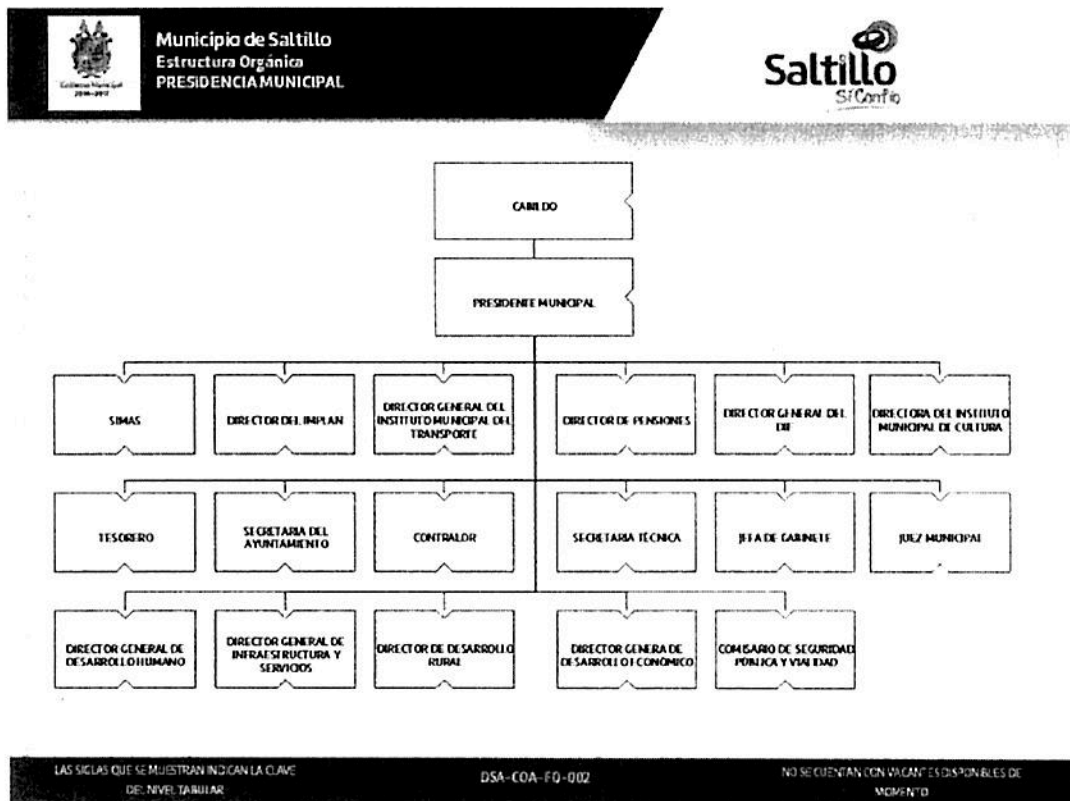 Municipio de Saltillo
Estructura Orgánica
PRESIDENCIA MUNICIPAL
Gobierno Municipal
Saltillo
Sí Confío
CABILDO
PRESIDENTE MUNICIPAL
SIMAS
DIRECTOR DEL IMPLAN
DIRECTOR GENERAL DEL
INSTITUTO MUNICIPAL DEL
TRANSPORTE
DIRECTOR DE PENSIONES
DIRECTOR GENERAL DEL
DIF
DIRECTORA DEL INSTITUTO
MUNICIPAL DE CULTURA
TESORERO
SECRETARIA DEL
AYUNTAMIENTO
CONTRALOR
SECRETARIA TÉCNICA
JEFA DE GABINETE
JUEZ MUNICIPAL
DIRECTOR GENERAL DE
DESARROLLO HUMANO
DIRECTOR GENERAL DE
INFRAESTRUCTURA Y
SERVICIOS
DIRECTOR DE DESARROLLO
RURAL
DIRECTOR GENERA DE
DESARROLLO ECONÓMICO
COMISARIO DE SEGURIDAD
PÚBLICA Y VIALIDAD
LAS SIGLAS QUE SE MUESTRAN INDICAN LA CLAVE
DEL NIVEL TABULAR
DSA-COA-FO-002
NO SE CUENTAN CON VACANTES DISPONIBLES DE
MOMENTO